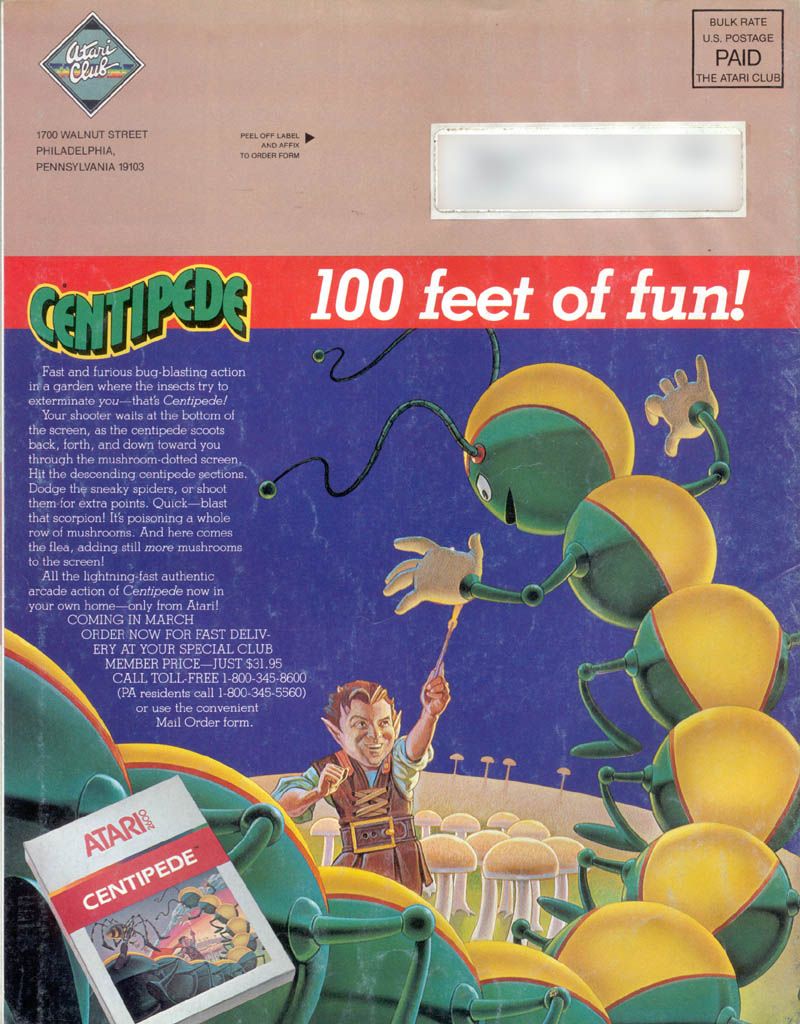 Atari
Club
BULK RATE
U.S. POSTAGE
PAID
THE ATARI CLUB
1700 WALNUT STREET
PHILADELPHIA,
PENNSYLVANIA 19103
PEEL OFF LABEL
AND AFFIX
TO ORDER FORM
CENTIPEDE
100 feet of fun!
Fast and furious bug-blasting action
in a garden where the insects try to
exterminate you—that's Centipede!
Your shooter waits at the bottom of
the screen, as the centipede scoots
back, forth, and down toward you
through the mushroom-dotted screen.
Hit the descending centipede sections.
Dodge the sneaky spiders, or shoot
them for extra points. Quick—blast
that scorpion! It's poisoning a whole
row of mushrooms. And here comes
the flea, adding still more mushrooms
to the screen!
All the lightning-fast authentic
arcade action of Centipede now in
your own home—only from Atari!
COMING IN MARCH
ORDER NOW FOR FAST DELIV-
ERY AT YOUR SPECIAL CLUB
MEMBER PRICE—JUST $31.95
CALL TOLL-FREE 1-800-345-8600
(PA residents call 1-800-345-5560)
or use the convenient
Mail Order form.
ATARI 2600
CENTIPEDE™